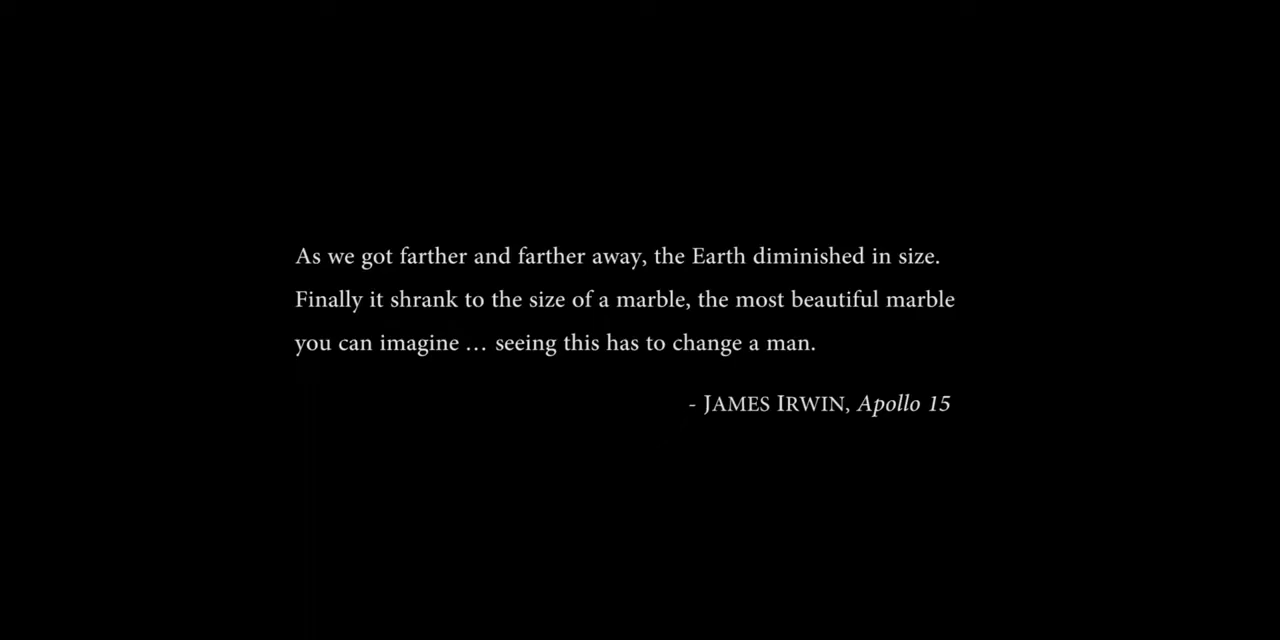 As we got farther and farther away, the Earth diminished in size.
Finally it shrank to the size of a marble, the most beautiful marble
you can imagine … seeing this has to change a man.
- JAMES IRWIN, Apollo 15